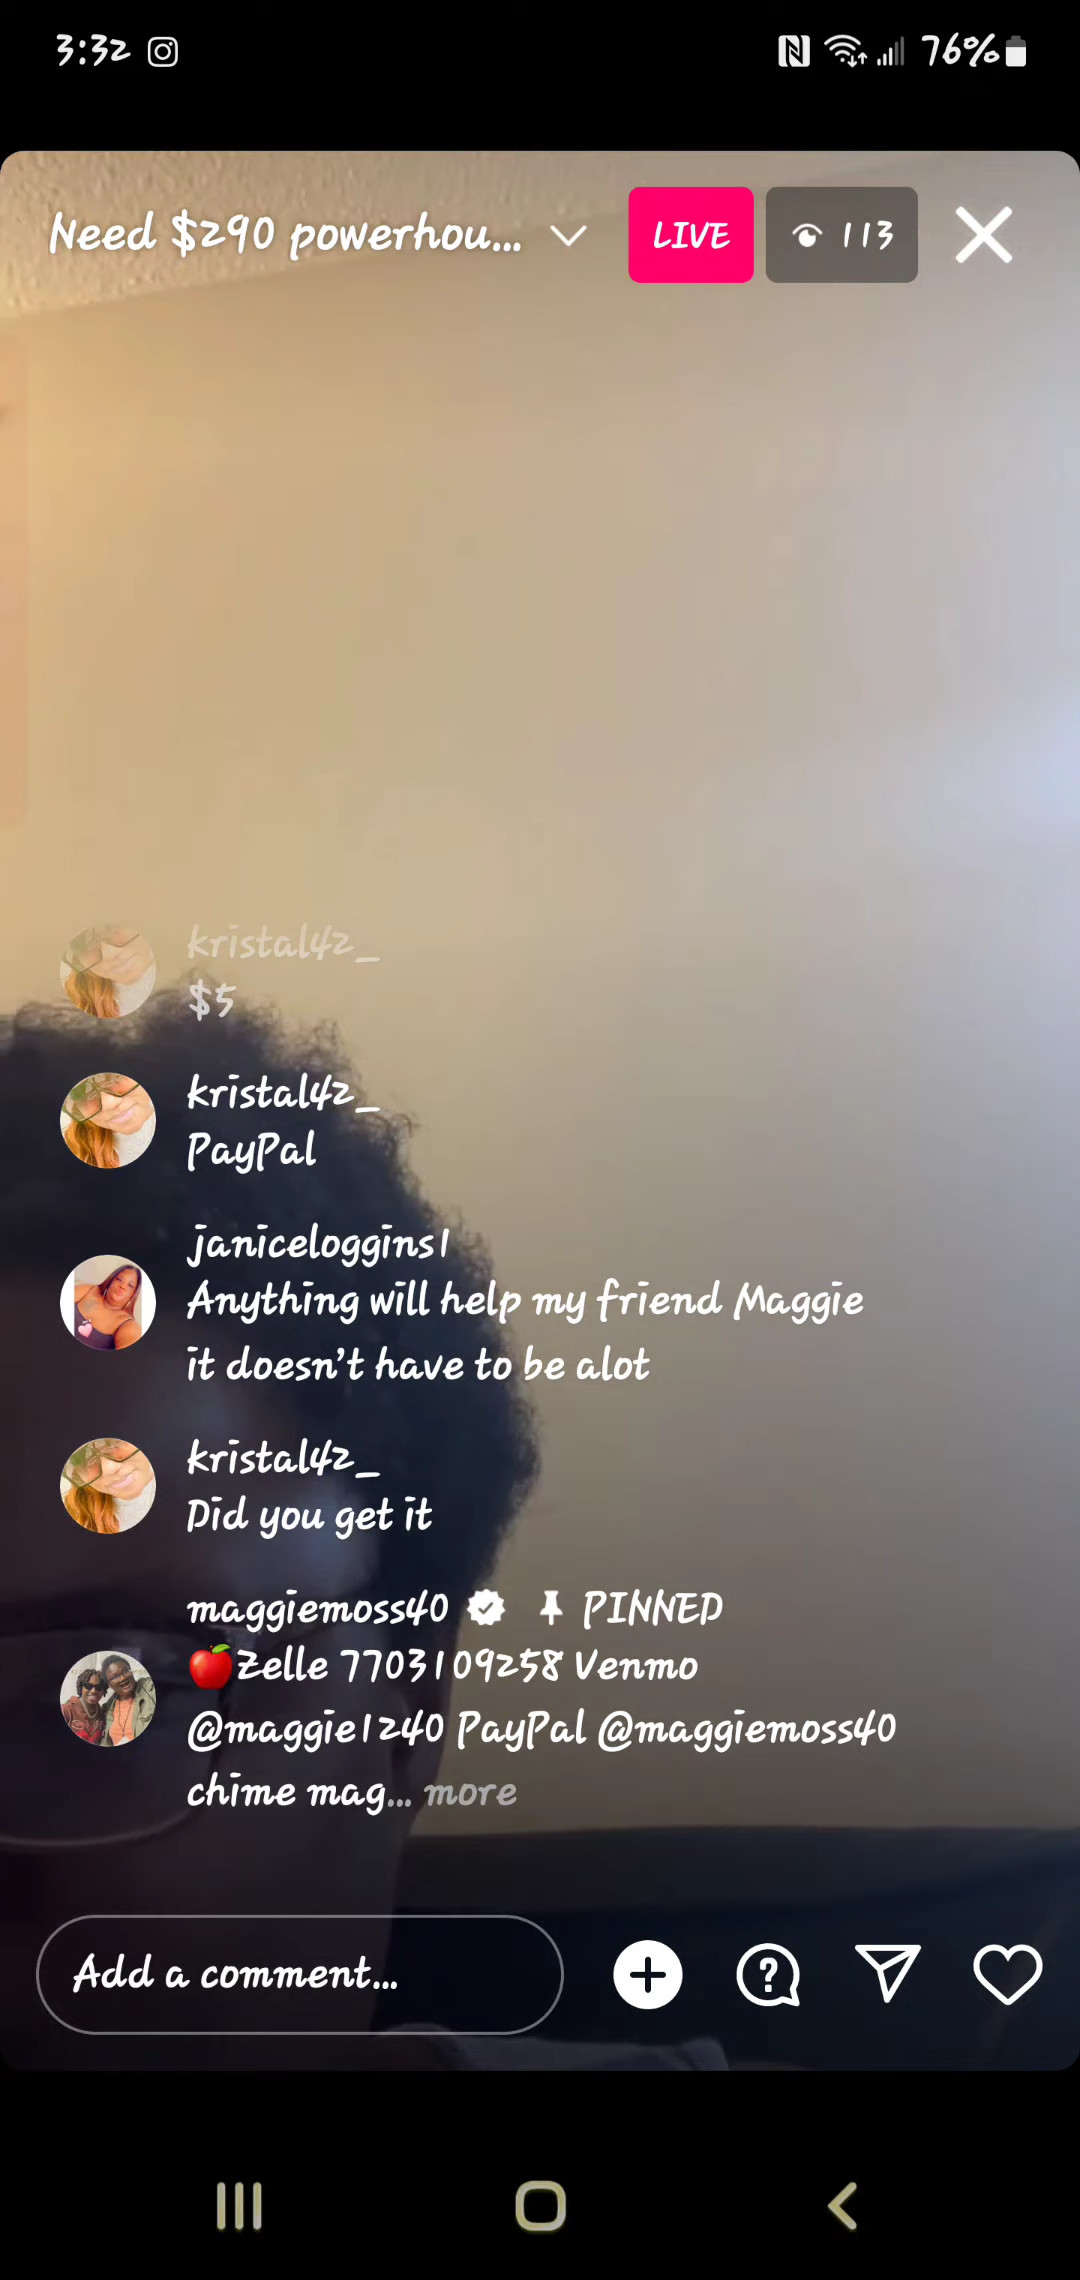 3:32 76%
Need $290 powerhou... LIVE 113
kristal42_
$5
kristal42_
PayPal
janiceloggins1
Anything will help my friend Maggie
it doesn't have to be alot
kristal42_
Did you get it
maggiemoss40 PINNED
🍎Zelle 7703109258 Venmo
@maggie1240 PayPal @maggiemoss40
chime mag... more
Add a comment...